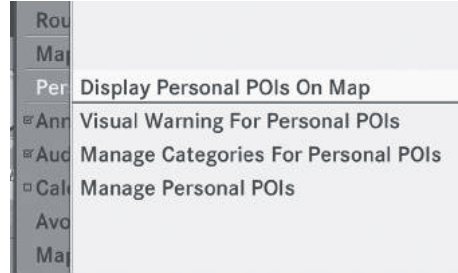 Rou
Map
Per
Display Personal POIs On Map
Ann
Visual Warning For Personal POIs
Aud
Manage Categories For Personal POIs
Cal
Manage Personal POIs
Avo
Map